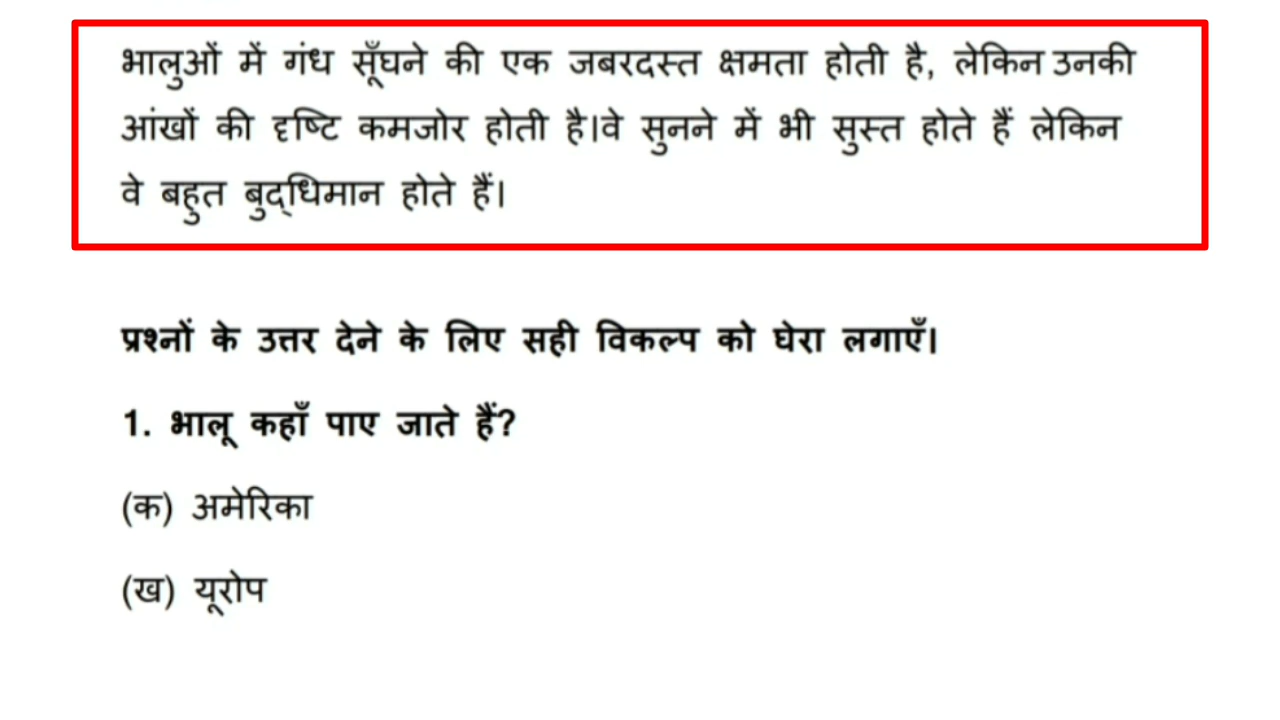 भालुओं में गंध सूँघने की एक जबरदस्त क्षमता होती है, लेकिन उनकी
आंखों की दृष्टि कमजोर होती है।वे सुनने में भी सुस्त होते हैं लेकिन
वे बहुत बुद्धिमान होते हैं।
प्रश्नों के उत्तर देने के लिए सही विकल्प को घेरा लगाएँ।
1. भालू कहाँ पाए जाते हैं?
(क) अमेरिका
(ख) यूरोप